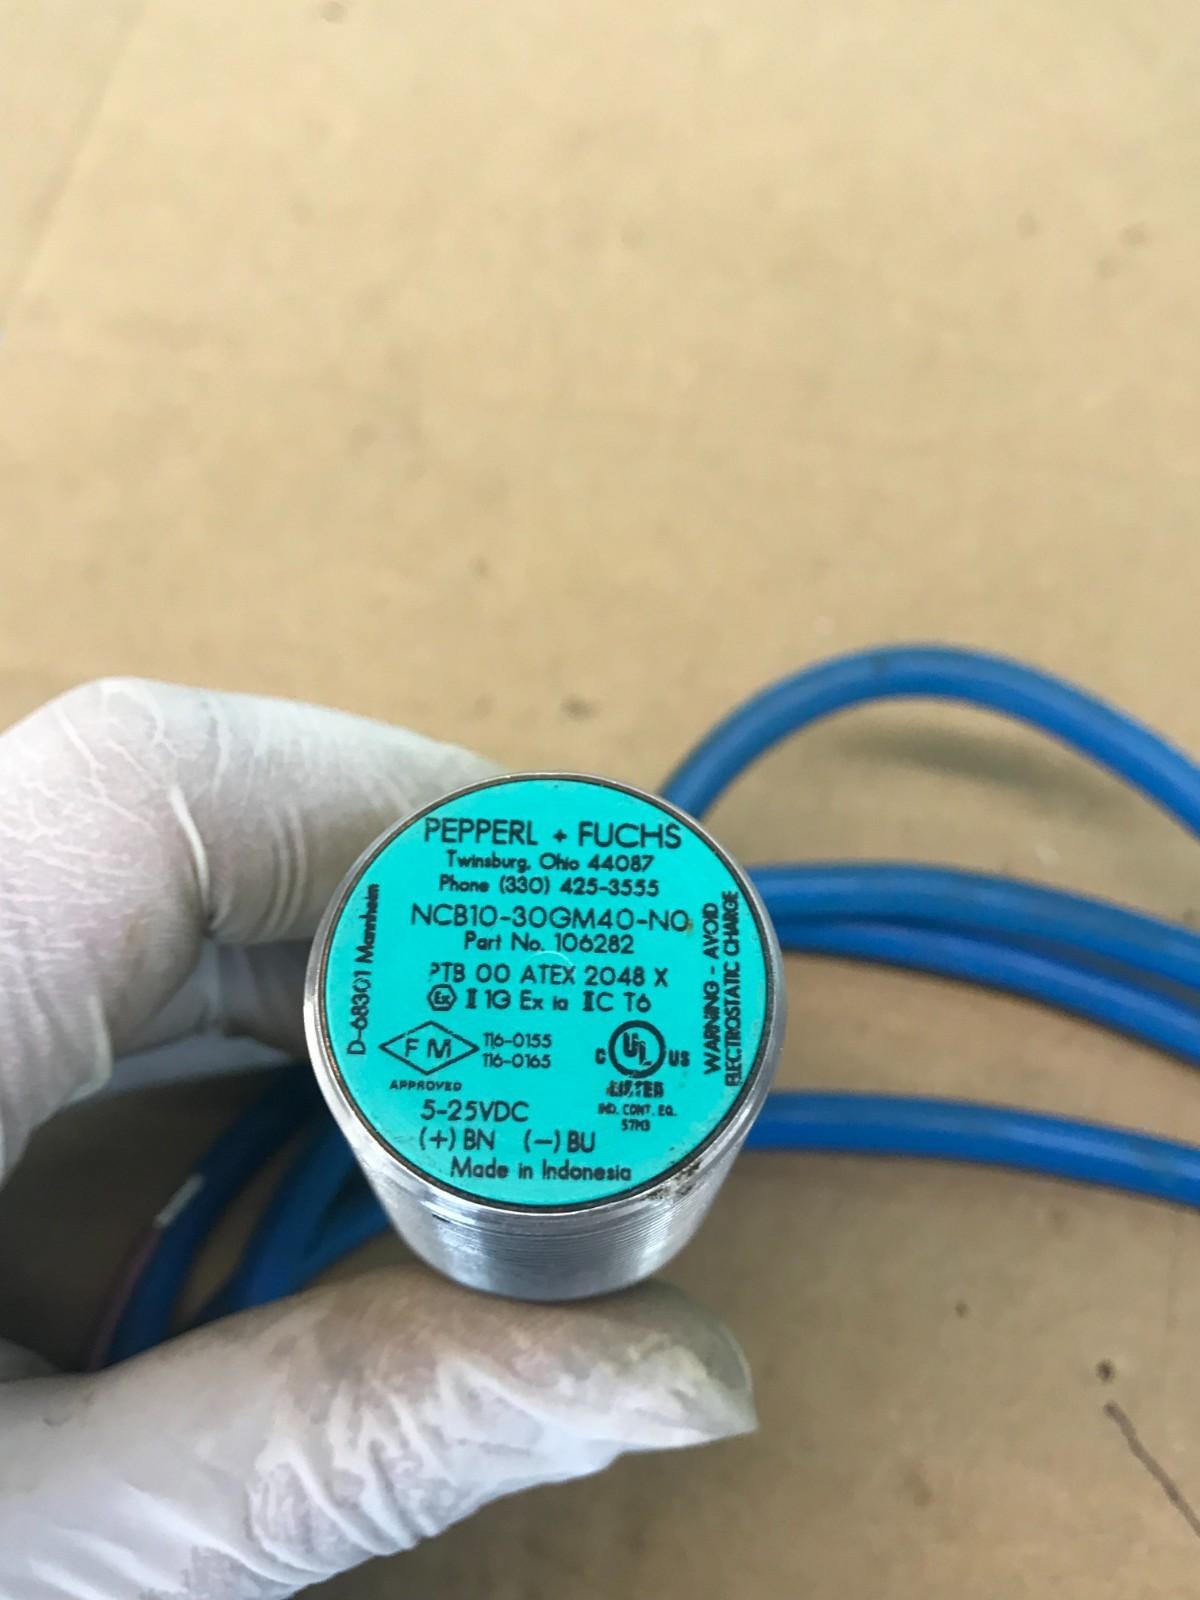 PEPPERL + FUCHS
Twinsburg, Ohio 44087
Phone (330) 425-3555
NCB10-30GM40-N0
Part No. 106282
PTB 00 ATEX 2048 X
Ex II 1G Ex ia IIC T6
FM
APPROVED
116-0155
116-0165
C UL US
LISTED
IND. CONT. EQ.
57M3
5-25VDC
(+) BN (-) BU
Made in Indonesia
D-68301 Mannheim
WARNING - AVOID
ELECTROSTATIC CHARGE